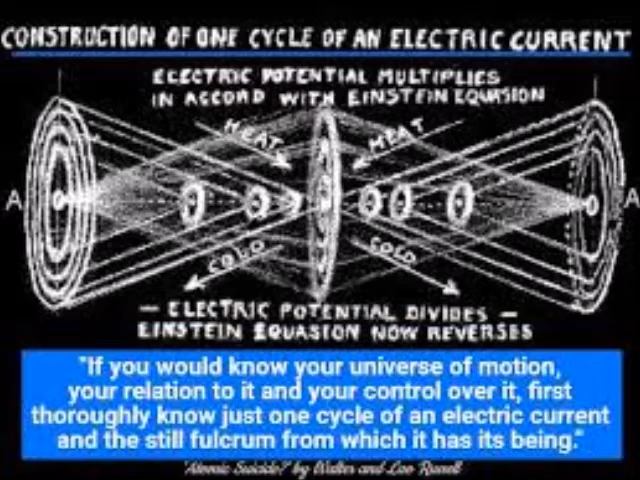 CONSTRUCTION OF ONE CYCLE OF AN ELECTRIC CURRENT
ELECTRIC POTENTIAL MULTIPLIES
IN ACCORD WITH EINSTEIN EQUASION
HEAT HEAT
A A
COLD COLD
— ELECTRIC POTENTIAL DIVIDES —
EINSTEIN EQUASION NOW REVERSES
"If you would know your universe of motion,
your relation to it and your control over it, first
thoroughly know just one cycle of an electric current
and the still fulcrum from which it has its being."
"Atomic Suicide?" by Walter and Lao Russell